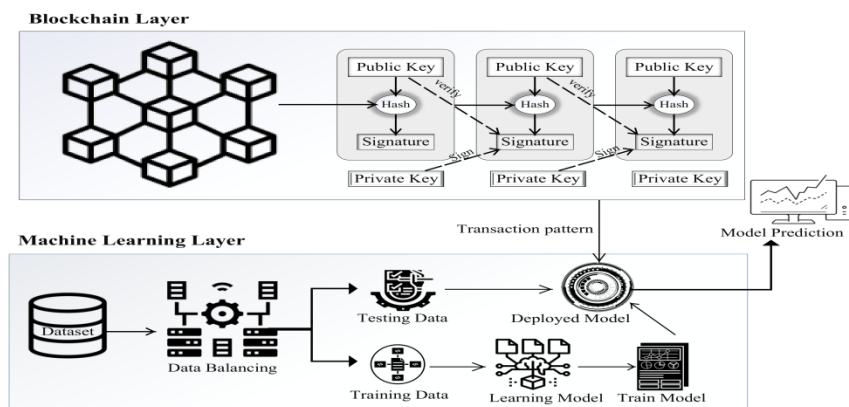 Blockchain Layer
Public Key Public Key Public Key
verify verify
Hash Hash Hash
Signature Signature Signature
Sign Sign
Private Key Private Key Private Key
Transaction pattern
Model Prediction
Machine Learning Layer
Dataset
Data Balancing
Testing Data
Deployed Model
Training Data
Learning Model
Train Model